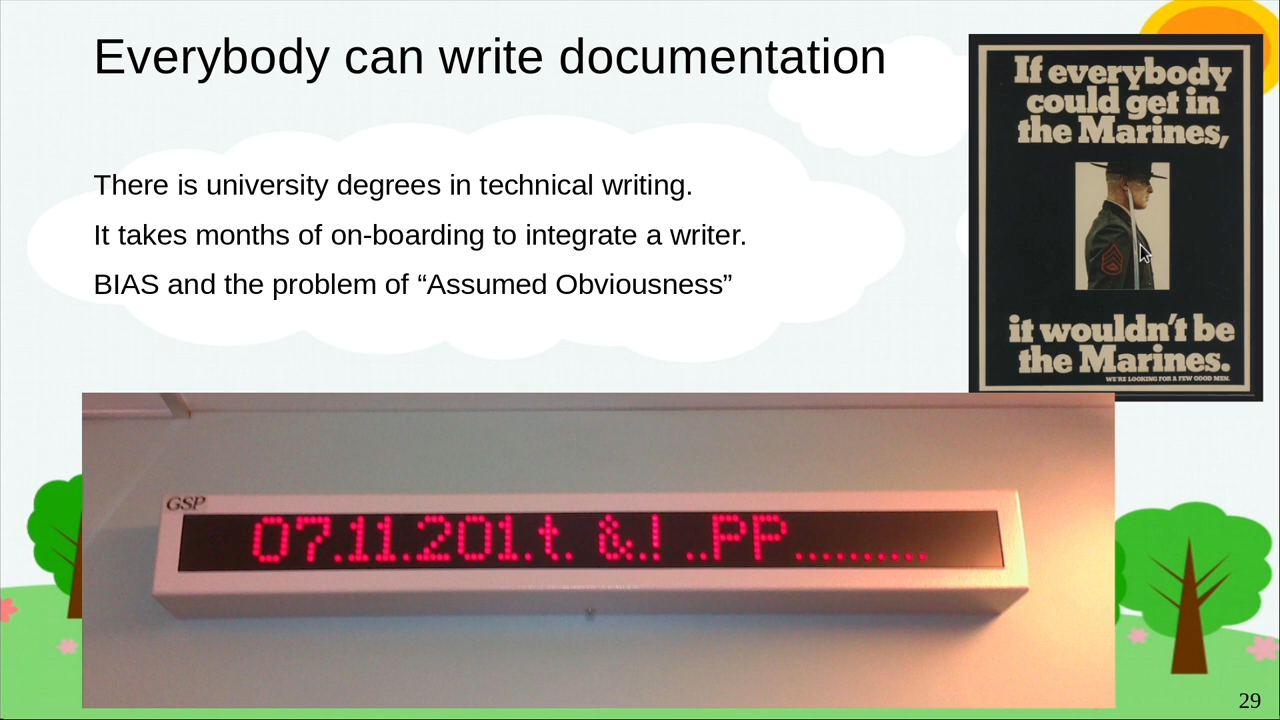 Everybody can write documentation
There is university degrees in technical writing.
It takes months of on-boarding to integrate a writer.
BIAS and the problem of “Assumed Obviousness”
If everybody
could get in
the Marines,
it wouldn't be
the Marines.
WE'RE LOOKING FOR A FEW GOOD MEN.
GSP
07.11.201.t. &.! ..PP..........
29